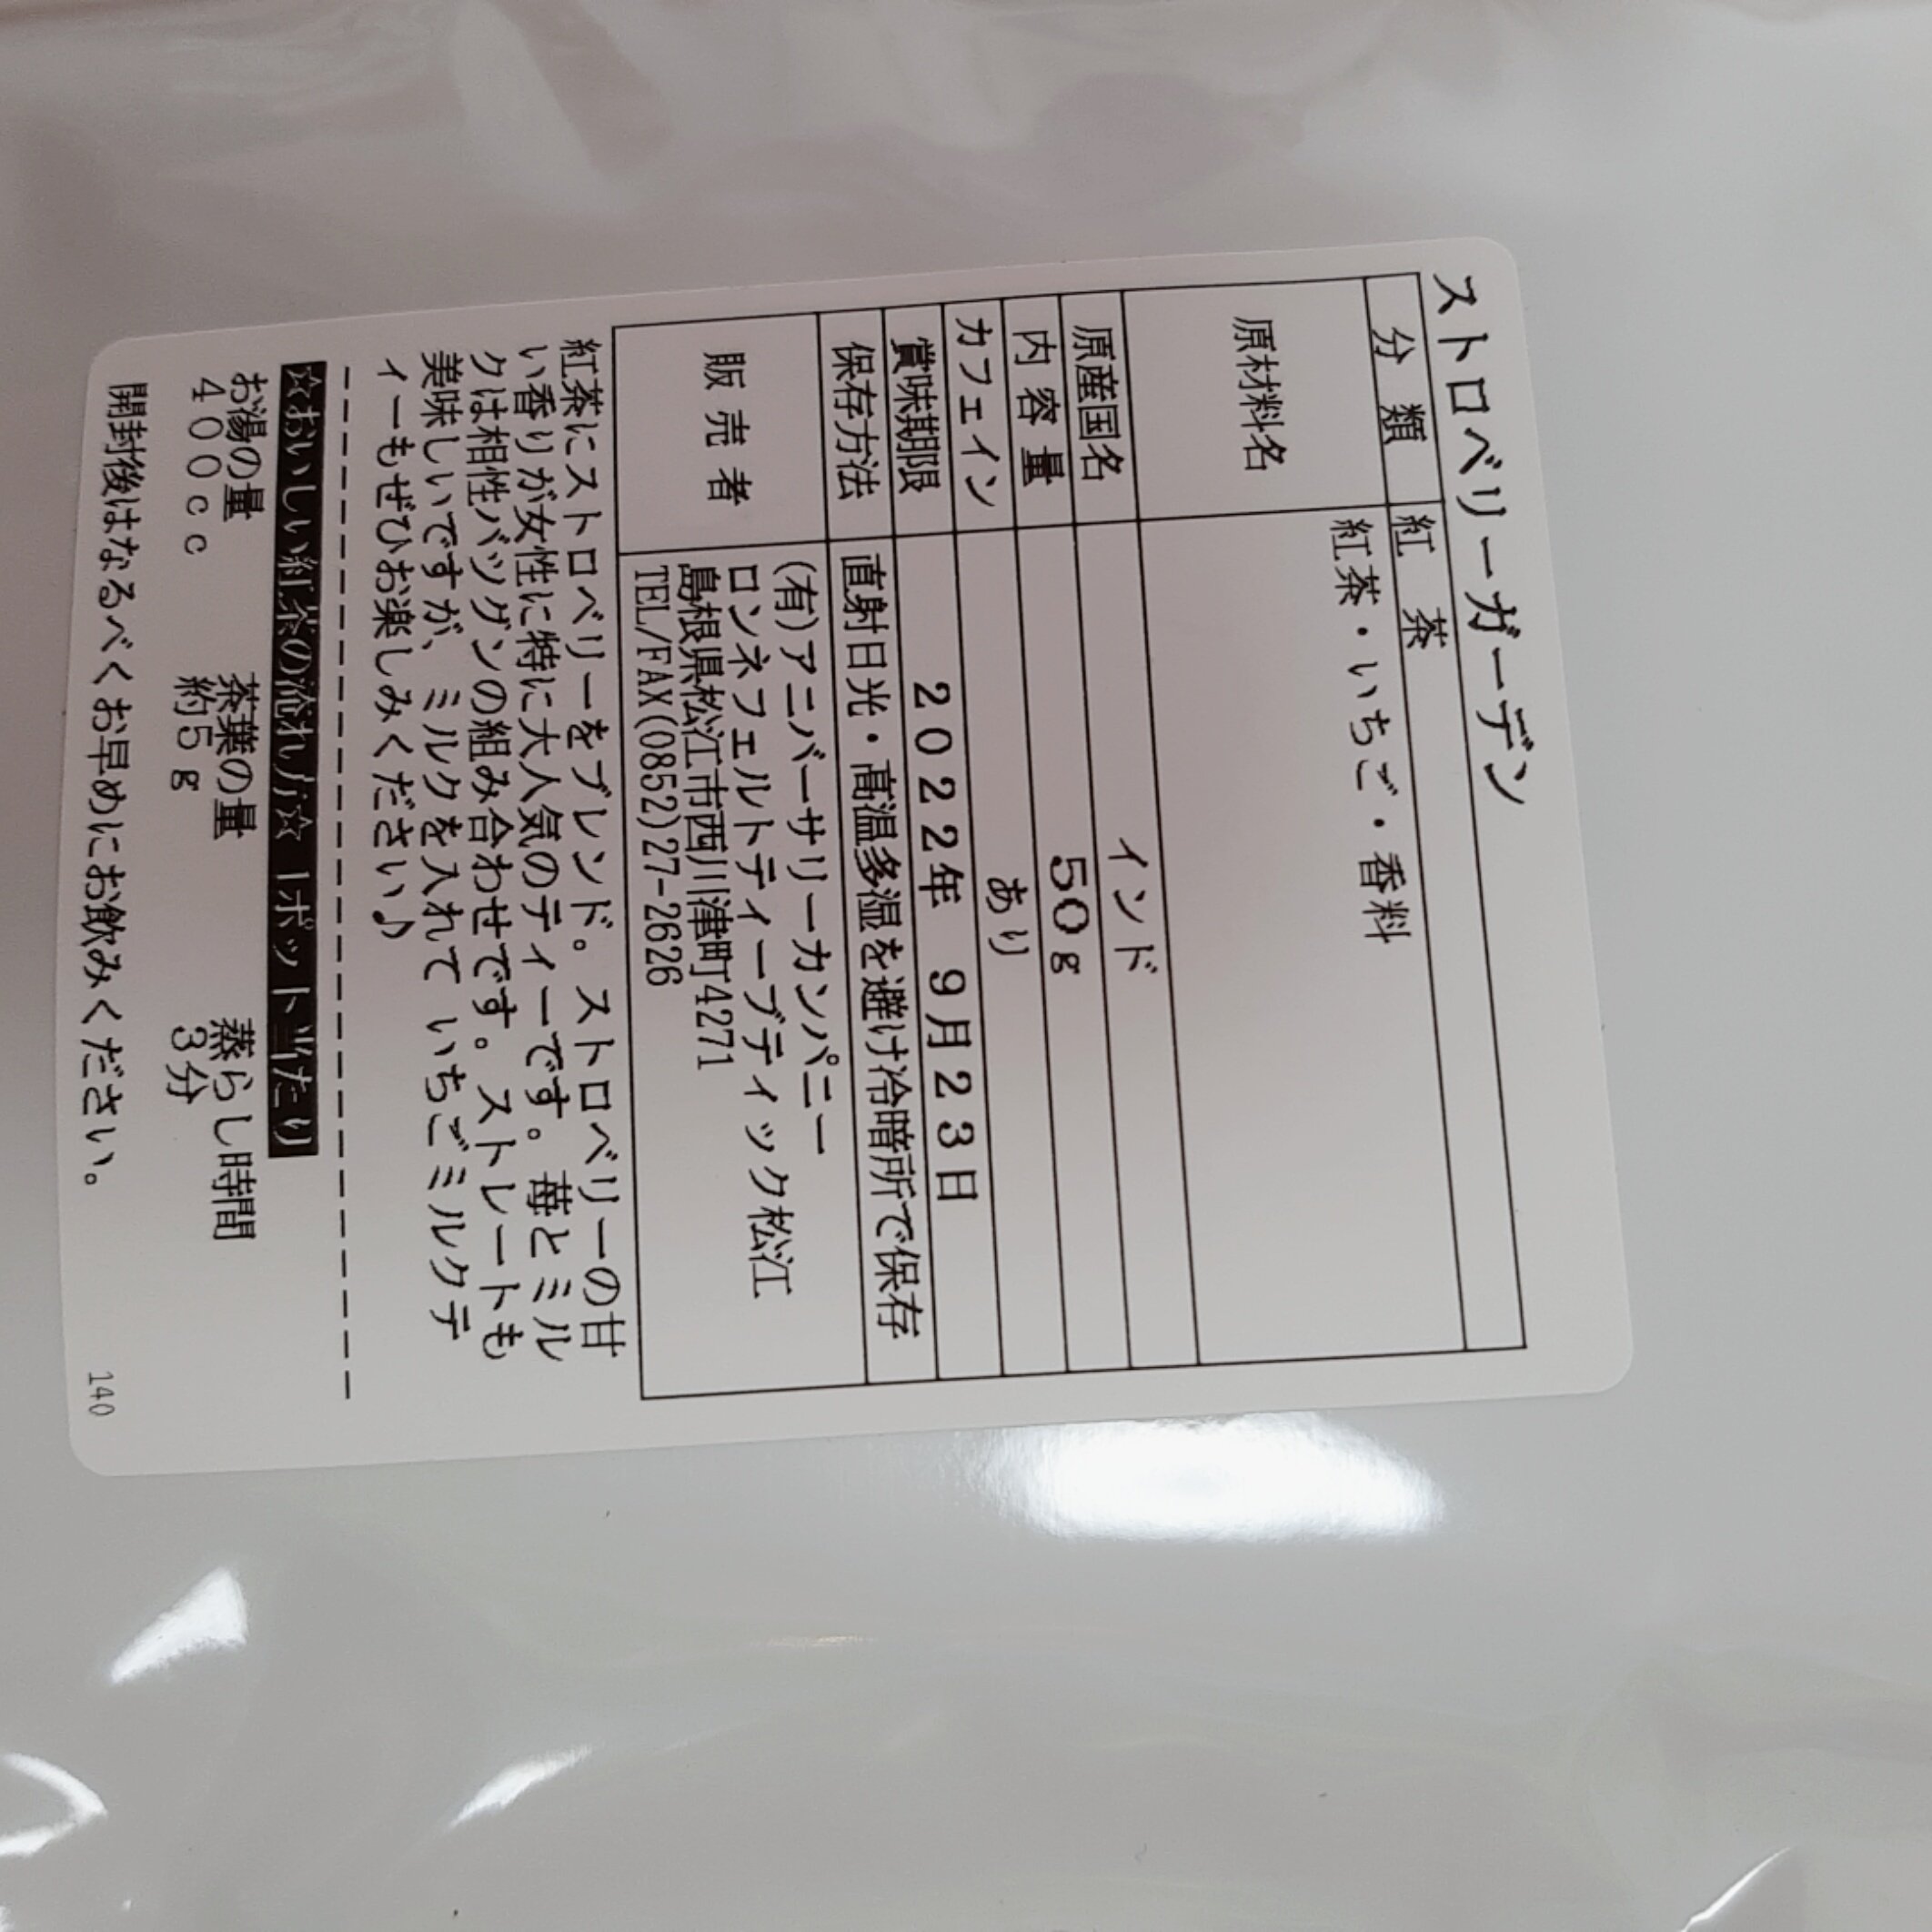 ストロベリーガーデン
分類 紅茶
原材料名 紅茶・いちご・香料
原産国名 インド
内容量 50g
カフェイン あり
賞味期限 2022年 9月23日
保存方法 直射日光・高温多湿を避け冷暗所で保存
販売者 (有)アニバーサリーカンパニー
ロンネフェルトティーブティック松江
島根県松江市西川津町4271
TEL/FAX(0852)27-2626
紅茶にストロベリーをブレンド。ストロベリーの甘
い香りが女性に特に大人気のティーです。苺とミル
クは相性バツグンの組み合わせです。ストレートも
美味しいですが、ミルクを入れて いちごミルクテ
ィーもぜひお楽しみください♪
☆おいしい紅茶の淹れ方☆ 1ポット当たり
お湯の量 茶葉の量 蒸らし時間
400cc 約5g 3分
開封後はなるべくお早めにお飲みください。
140